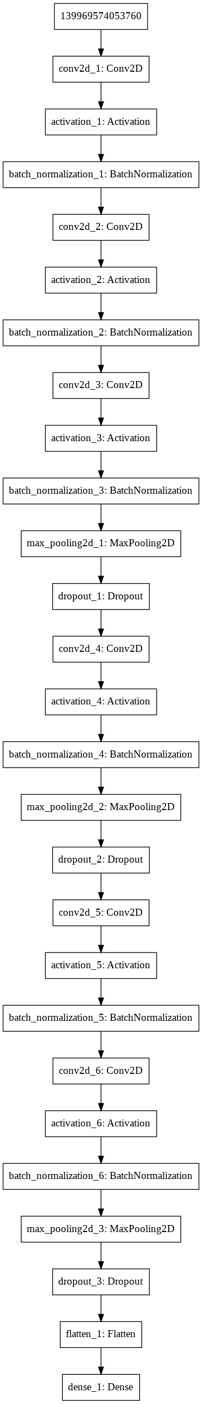 139969574053760
conv2d_1: Conv2D
activation_1: Activation
batch_normalization_1: BatchNormalization
conv2d_2: Conv2D
activation_2: Activation
batch_normalization_2: BatchNormalization
conv2d_3: Conv2D
activation_3: Activation
batch_normalization_3: BatchNormalization
max_pooling2d_1: MaxPooling2D
dropout_1: Dropout
conv2d_4: Conv2D
activation_4: Activation
batch_normalization_4: BatchNormalization
max_pooling2d_2: MaxPooling2D
dropout_2: Dropout
conv2d_5: Conv2D
activation_5: Activation
batch_normalization_5: BatchNormalization
conv2d_6: Conv2D
activation_6: Activation
batch_normalization_6: BatchNormalization
max_pooling2d_3: MaxPooling2D
dropout_3: Dropout
flatten_1: Flatten
dense_1: Dense